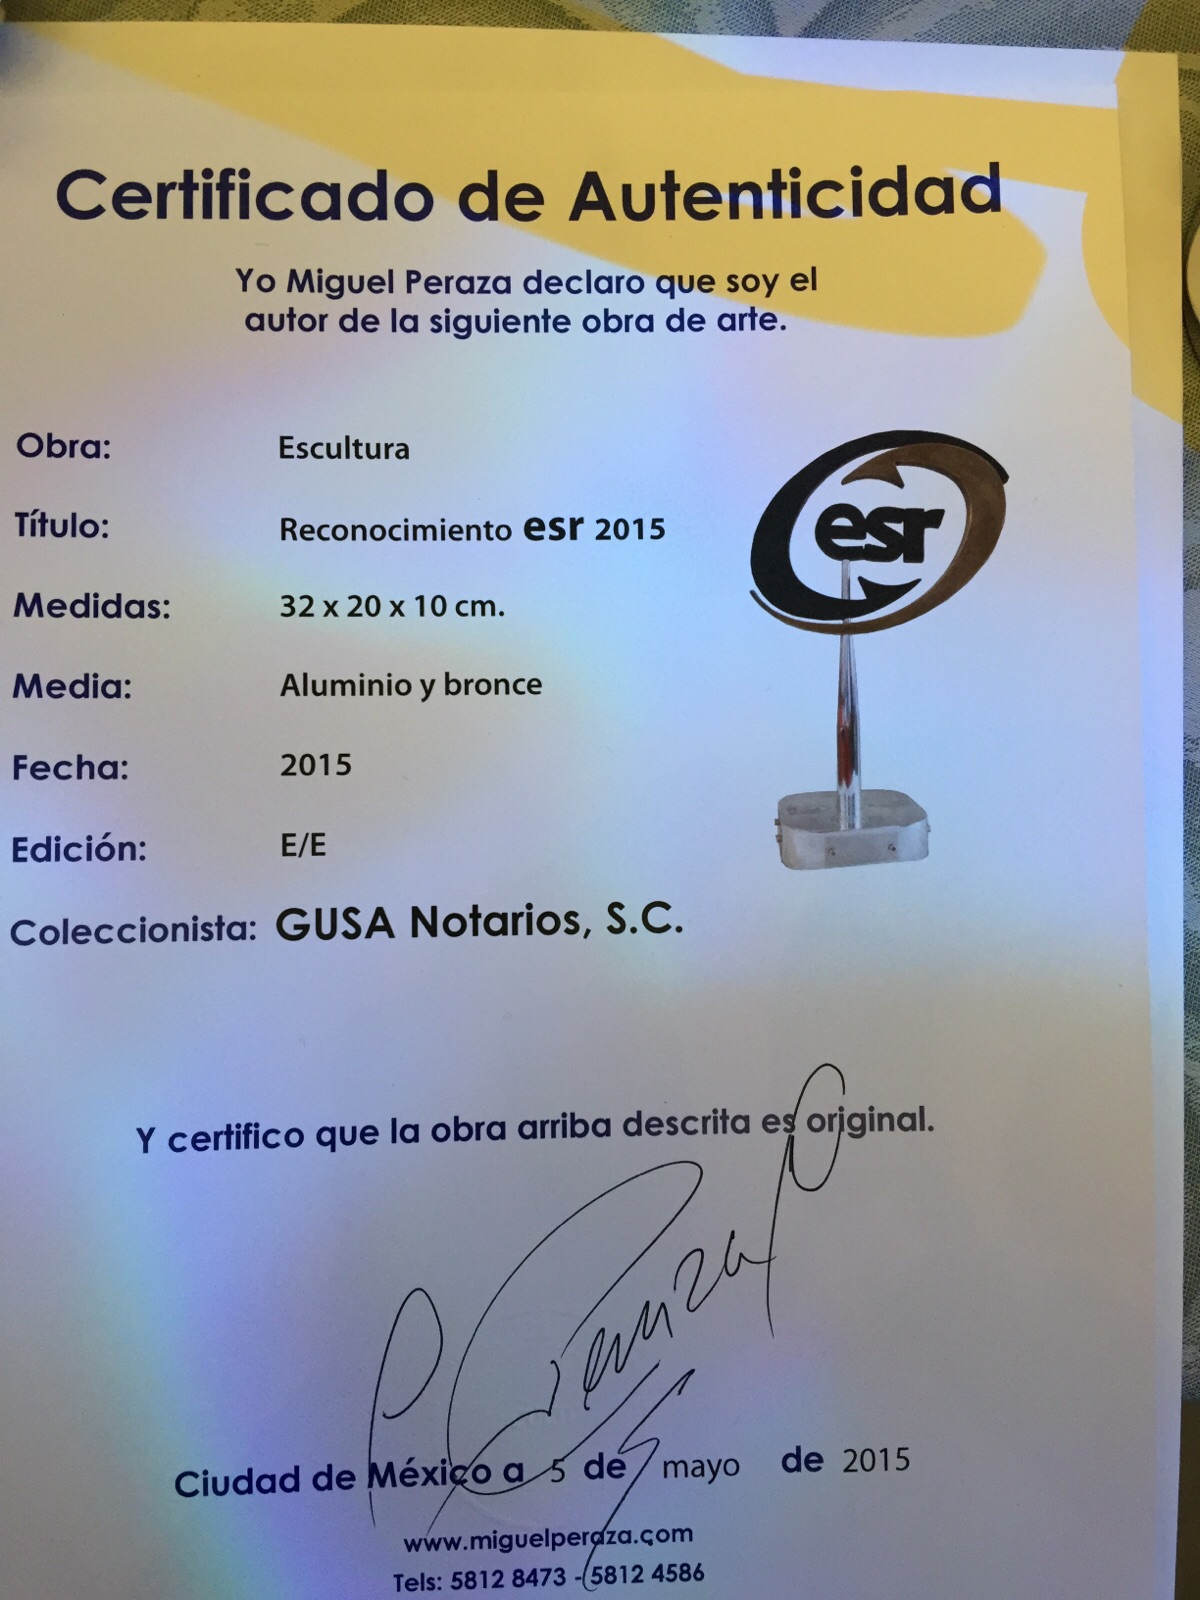 Certificado de Autenticidad
Yo Miguel Peraza declaro que soy el
autor de la siguiente obra de arte.
Obra: Escultura
Título: Reconocimiento esr 2015
Medidas: 32 x 20 x 10 cm.
Media: Aluminio y bronce
Fecha: 2015
Edición: E/E
Coleccionista: GUSA Notarios, S.C.
esr
Y certifico que la obra arriba descrita es original.
Peraza
Ciudad de México a 5 de mayo de 2015
www.miguelperaza.com
Tels: 5812 8473 - 5812 4586